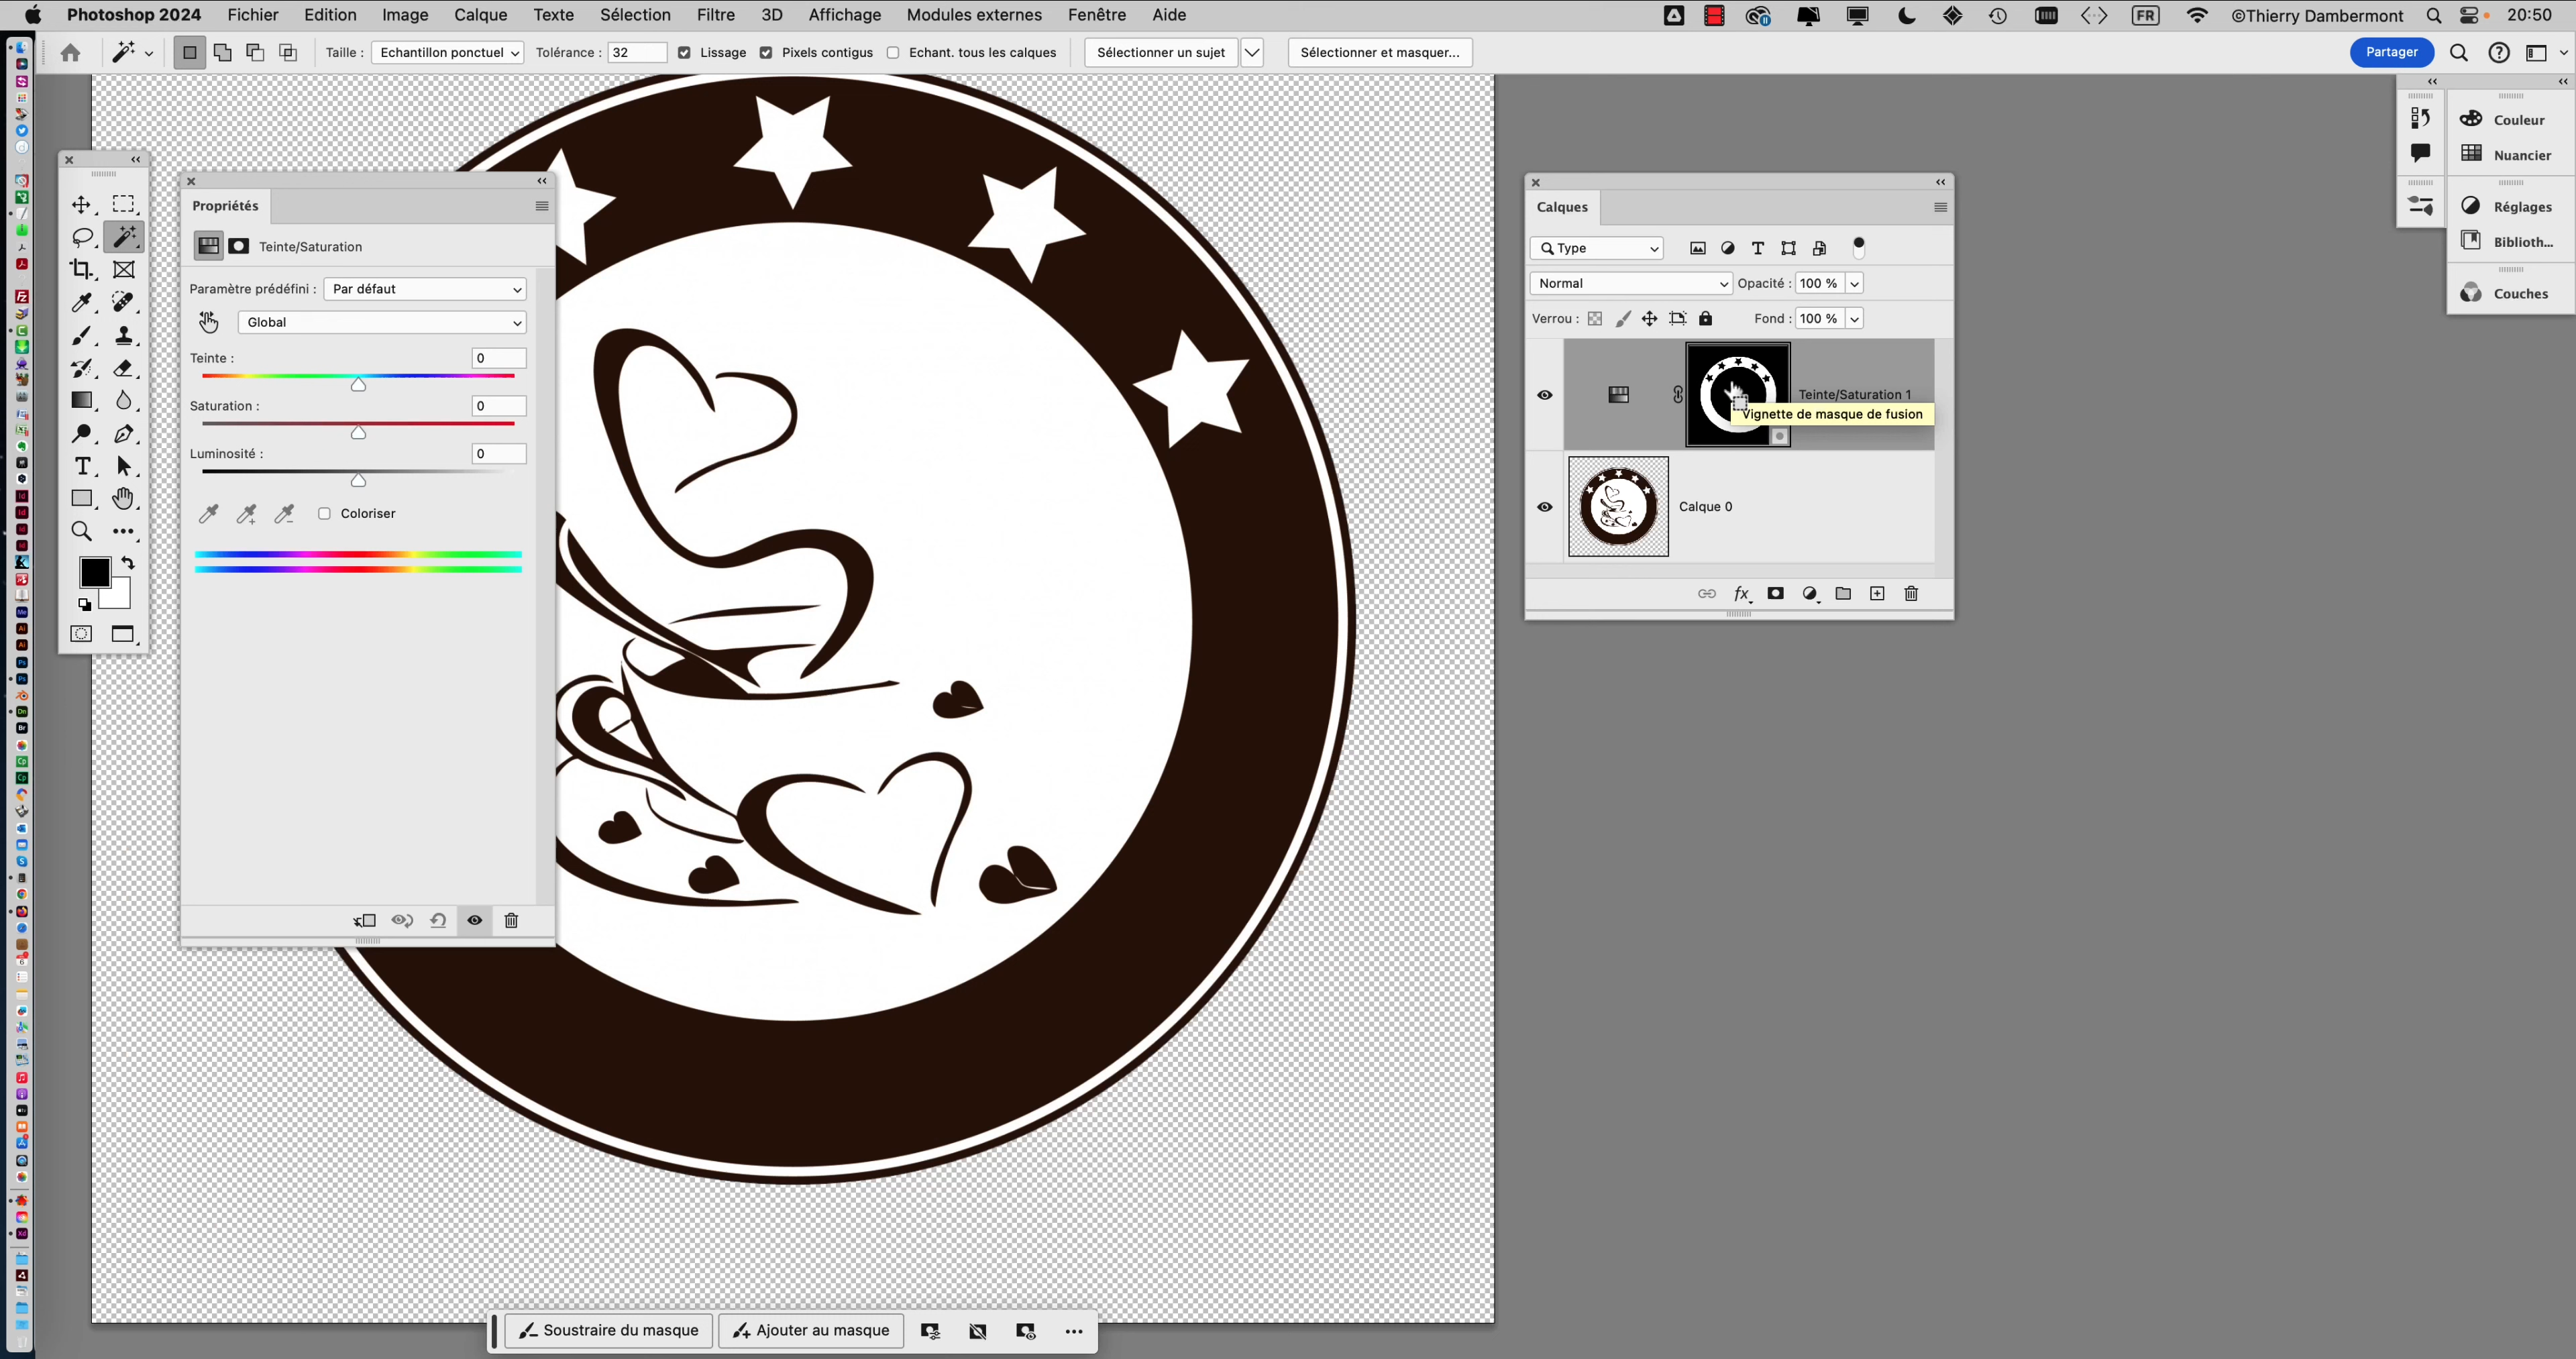 Photoshop 2024 Fichier Edition Image Calque Texte Sélection Filtre 3D Affichage Modules externes Fenêtre Aide FR ©Thierry Dambermont 20:50
Taille : Echantillon ponctuel Tolérance : 32 Lissage Pixels contigus Echant. tous les calques Sélectionner un sujet Sélectionner et masquer... Partager
Couleur
Nuancier
Réglages
Biblioth...
Couches
Propriétés
Teinte/Saturation
Paramètre prédéfini : Par défaut
Global
Teinte : 0
Saturation : 0
Luminosité : 0
Coloriser
Calques
Type
Normal Opacité : 100 %
Verrou : Fond : 100 %
Teinte/Saturation 1
Vignette de masque de fusion
Calque 0
fx
Soustraire du masque Ajouter au masque